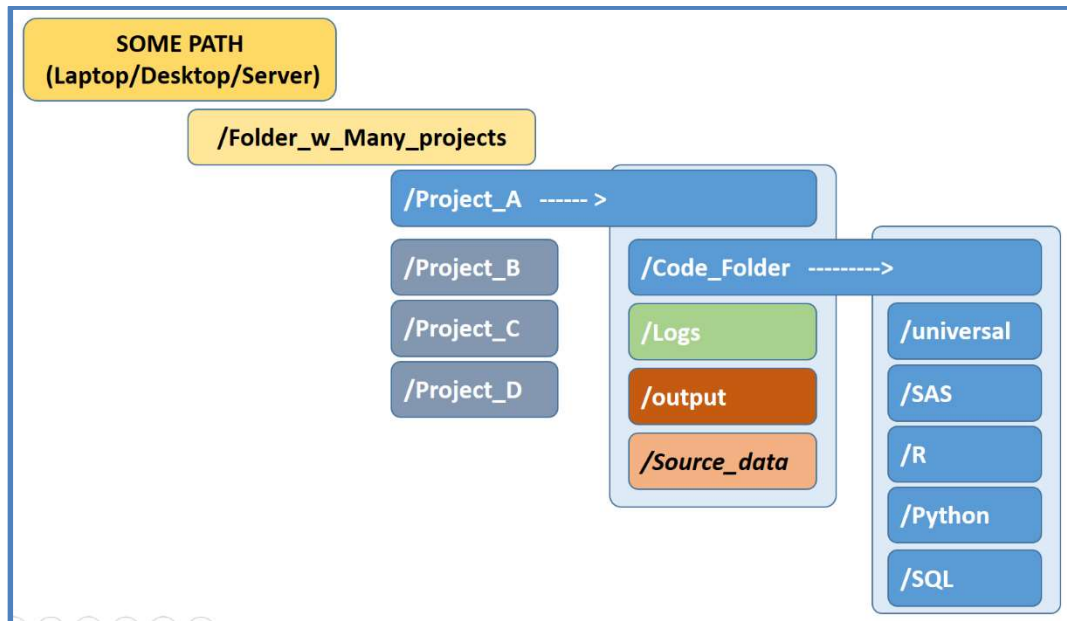 SOME PATH
(Laptop/Desktop/Server)
/Folder_w_Many_projects
/Project_A ------ >
/Project_B
/Project_C
/Project_D
/Code_Folder --------->
/Logs
/output
/Source_data
/universal
/SAS
/R
/Python
/SQL